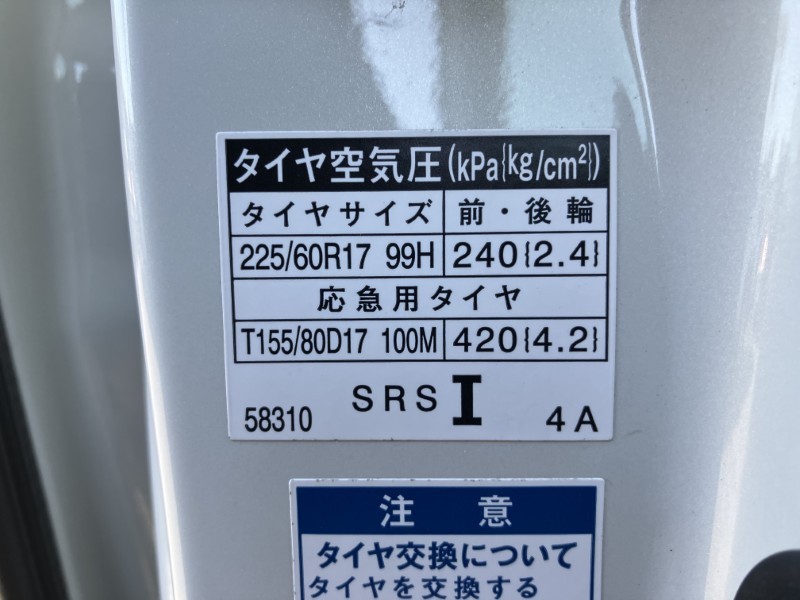 タイヤ空気圧(kPa{kg/cm²})
タイヤサイズ 前・後輪
225/60R17 99H 240{2.4}
応急用タイヤ
T155/80D17 100M 420{4.2}
58310 SRS I 4A
注意
タイヤ交換について
タイヤを交換する